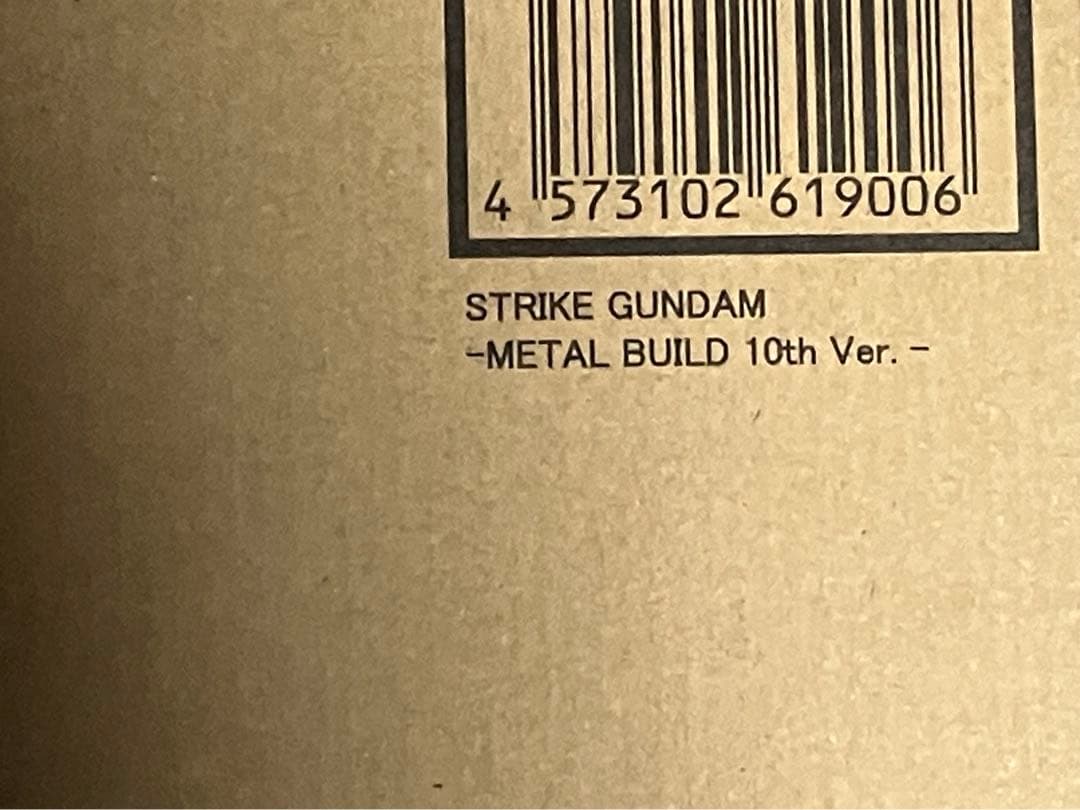 4 573102 619006
STRIKE GUNDAM
-METAL BUILD 10th Ver. -